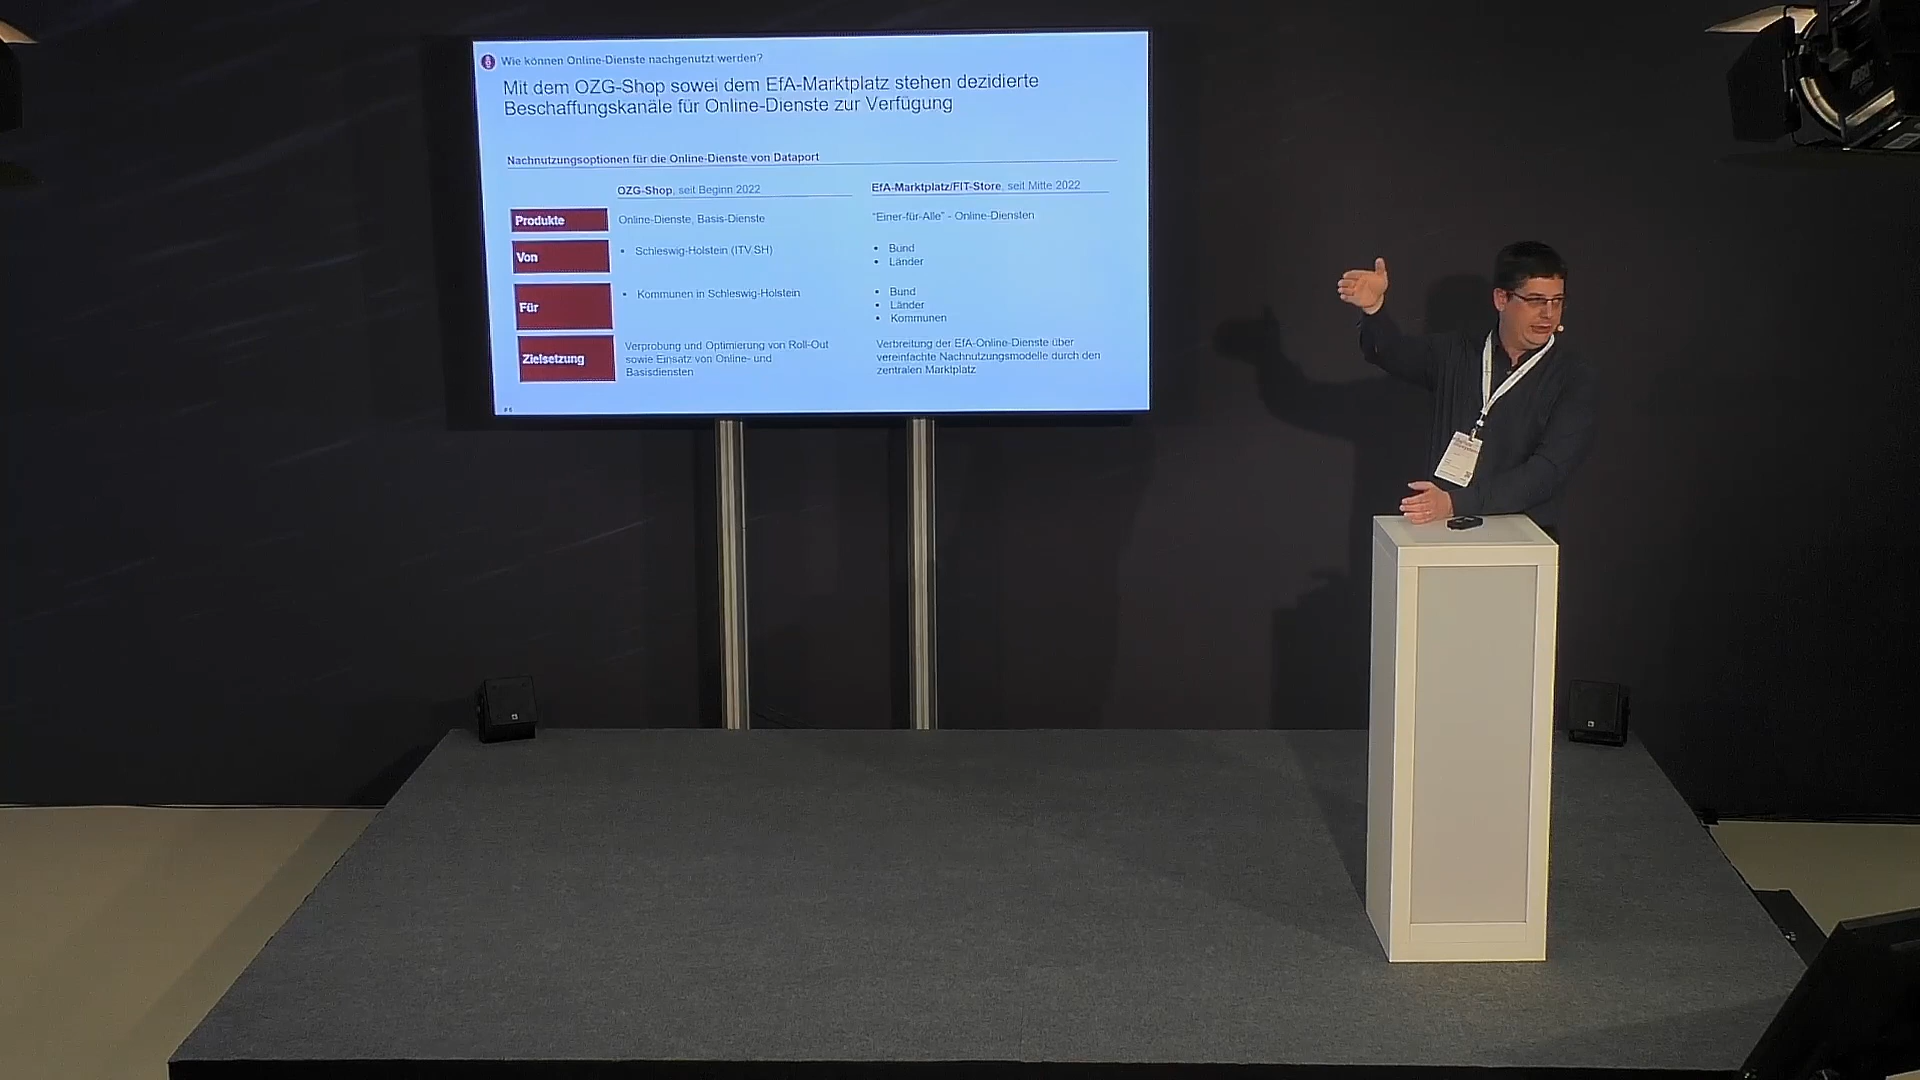 Wie können Online-Dienste nachgenutzt werden?
Mit dem OZG-Shop sowei dem EfA-Marktplatz stehen dezidierte
Beschaffungskanäle für Online-Dienste zur Verfügung
Nachnutzungsoptionen für die Online-Dienste von Dataport
OZG-Shop, seit Beginn 2022
EfA-Marktplatz/FIT-Store, seit Mitte 2022
Produkte
Online-Dienste, Basis-Dienste
"Einer-für-Alle" - Online-Diensten
Von
• Schleswig-Holstein (ITV.SH)
• Bund
• Länder
Für
• Kommunen in Schleswig-Holstein
• Bund
• Länder
• Kommunen
Zielsetzung
Verprobung und Optimierung von Roll-Out
sowie Einsatz von Online- und
Basisdiensten
Verbreitung der EfA-Online-Dienste über
vereinfachte Nachnutzungsmodelle durch den
zentralen Marktplatz